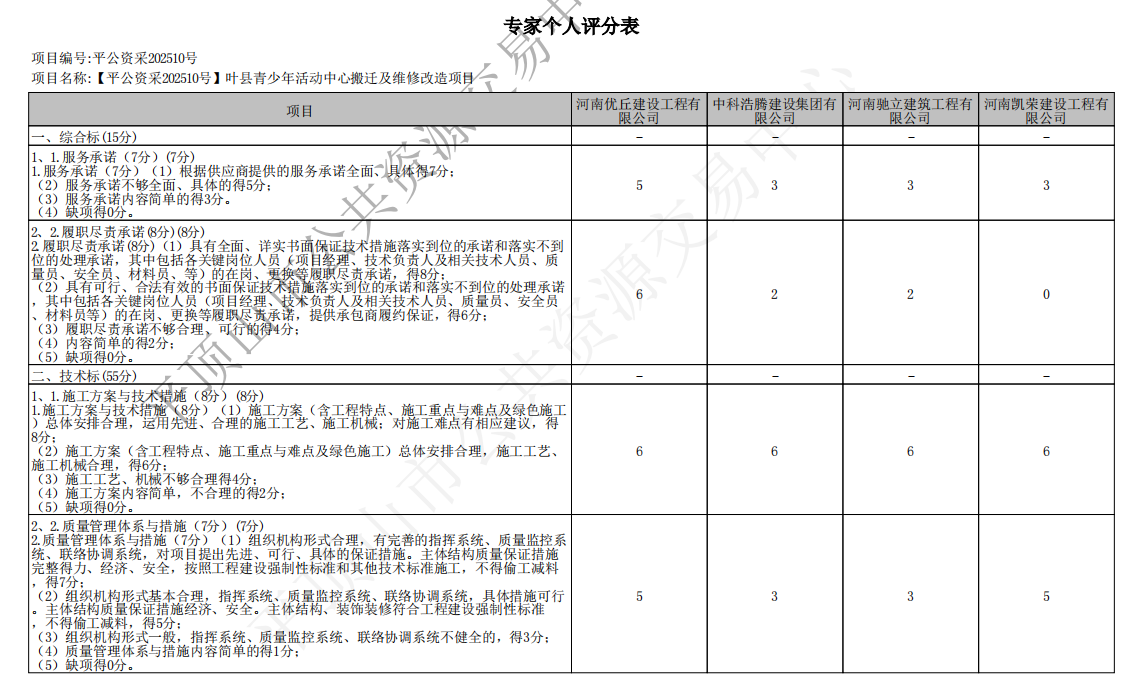 专家个人评分表
项目编号:平公资采202510号
项目名称:【平公资采202510号】叶县青少年活动中心搬迁及维修改造项目
项目
河南优丘建设工程有
限公司
中科浩腾建设集团有
限公司
河南驰立建筑工程有
限公司
河南凯荣建设工程有
限公司
一、综合标(15分)
–
–
–
–
1、1.服务承诺（7分）(7分)
1.服务承诺（7分）（1）根据供应商提供的服务承诺全面、具体得7分；
（2）服务承诺不够全面、具体的得5分；
（3）服务承诺内容简单的得3分。
（4）缺项得0分。
5
3
3
3
2、2.履职尽责承诺(8分)(8分)
2.履职尽责承诺(8分)（1）具有全面、详实书面保证技术措施落实到位的承诺和落实不到
位的处理承诺，其中包括各关键岗位人员（项目经理、技术负责人及相关技术人员、质
量员、安全员、材料员、等）的在岗、更换等履职尽责承诺，得8分；
（2）具有可行、合法有效的书面保证技术措施落实到位的承诺和落实不到位的处理承诺
，其中包括各关键岗位人员（项目经理、技术负责人及相关技术人员、质量员、安全员
、材料员等）的在岗、更换等履职尽责承诺，提供承包商履约保证，得6分；
（3）履职尽责承诺不够合理、可行的得4分；
（4）内容简单的得2分；
（5）缺项得0分。
6
2
2
0
二、技术标(55分)
–
–
–
–
1、1.施工方案与技术措施（8分）(8分)
1.施工方案与技术措施（8分）（1）施工方案（含工程特点、施工重点与难点及绿色施工
）总体安排合理，运用先进、合理的施工工艺、施工机械；对施工难点有相应建议，得
8分；
（2）施工方案（含工程特点、施工重点与难点及绿色施工）总体安排合理，施工工艺、
施工机械合理，得6分；
（3）施工工艺、机械不够合理得4分；
（4）施工方案内容简单，不合理的得2分；
（5）缺项得0分。
6
6
6
6
2、2.质量管理体系与措施（7分）(7分)
2.质量管理体系与措施（7分）（1）组织机构形式合理，有完善的指挥系统、质量监控系
统、联络协调系统，对项目提出先进、可行、具体的保证措施。主体结构质量保证措施
完整得力、经济、安全，按照工程建设强制性标准和其他技术标准施工，不得偷工减料
，得7分；
（2）组织机构形式基本合理，指挥系统、质量监控系统、联络协调系统，具体措施可行
。主体结构质量保证措施经济、安全。主体结构、装饰装修符合工程建设强制性标准
，不得偷工减料，得5分；
（3）组织机构形式一般，指挥系统、质量监控系统、联络协调系统不健全的，得3分；
（4）质量管理体系与措施内容简单的得1分；
（5）缺项得0分。
5
3
3
5
平顶山市公共资源交易中
平顶山市公共资源交易中心